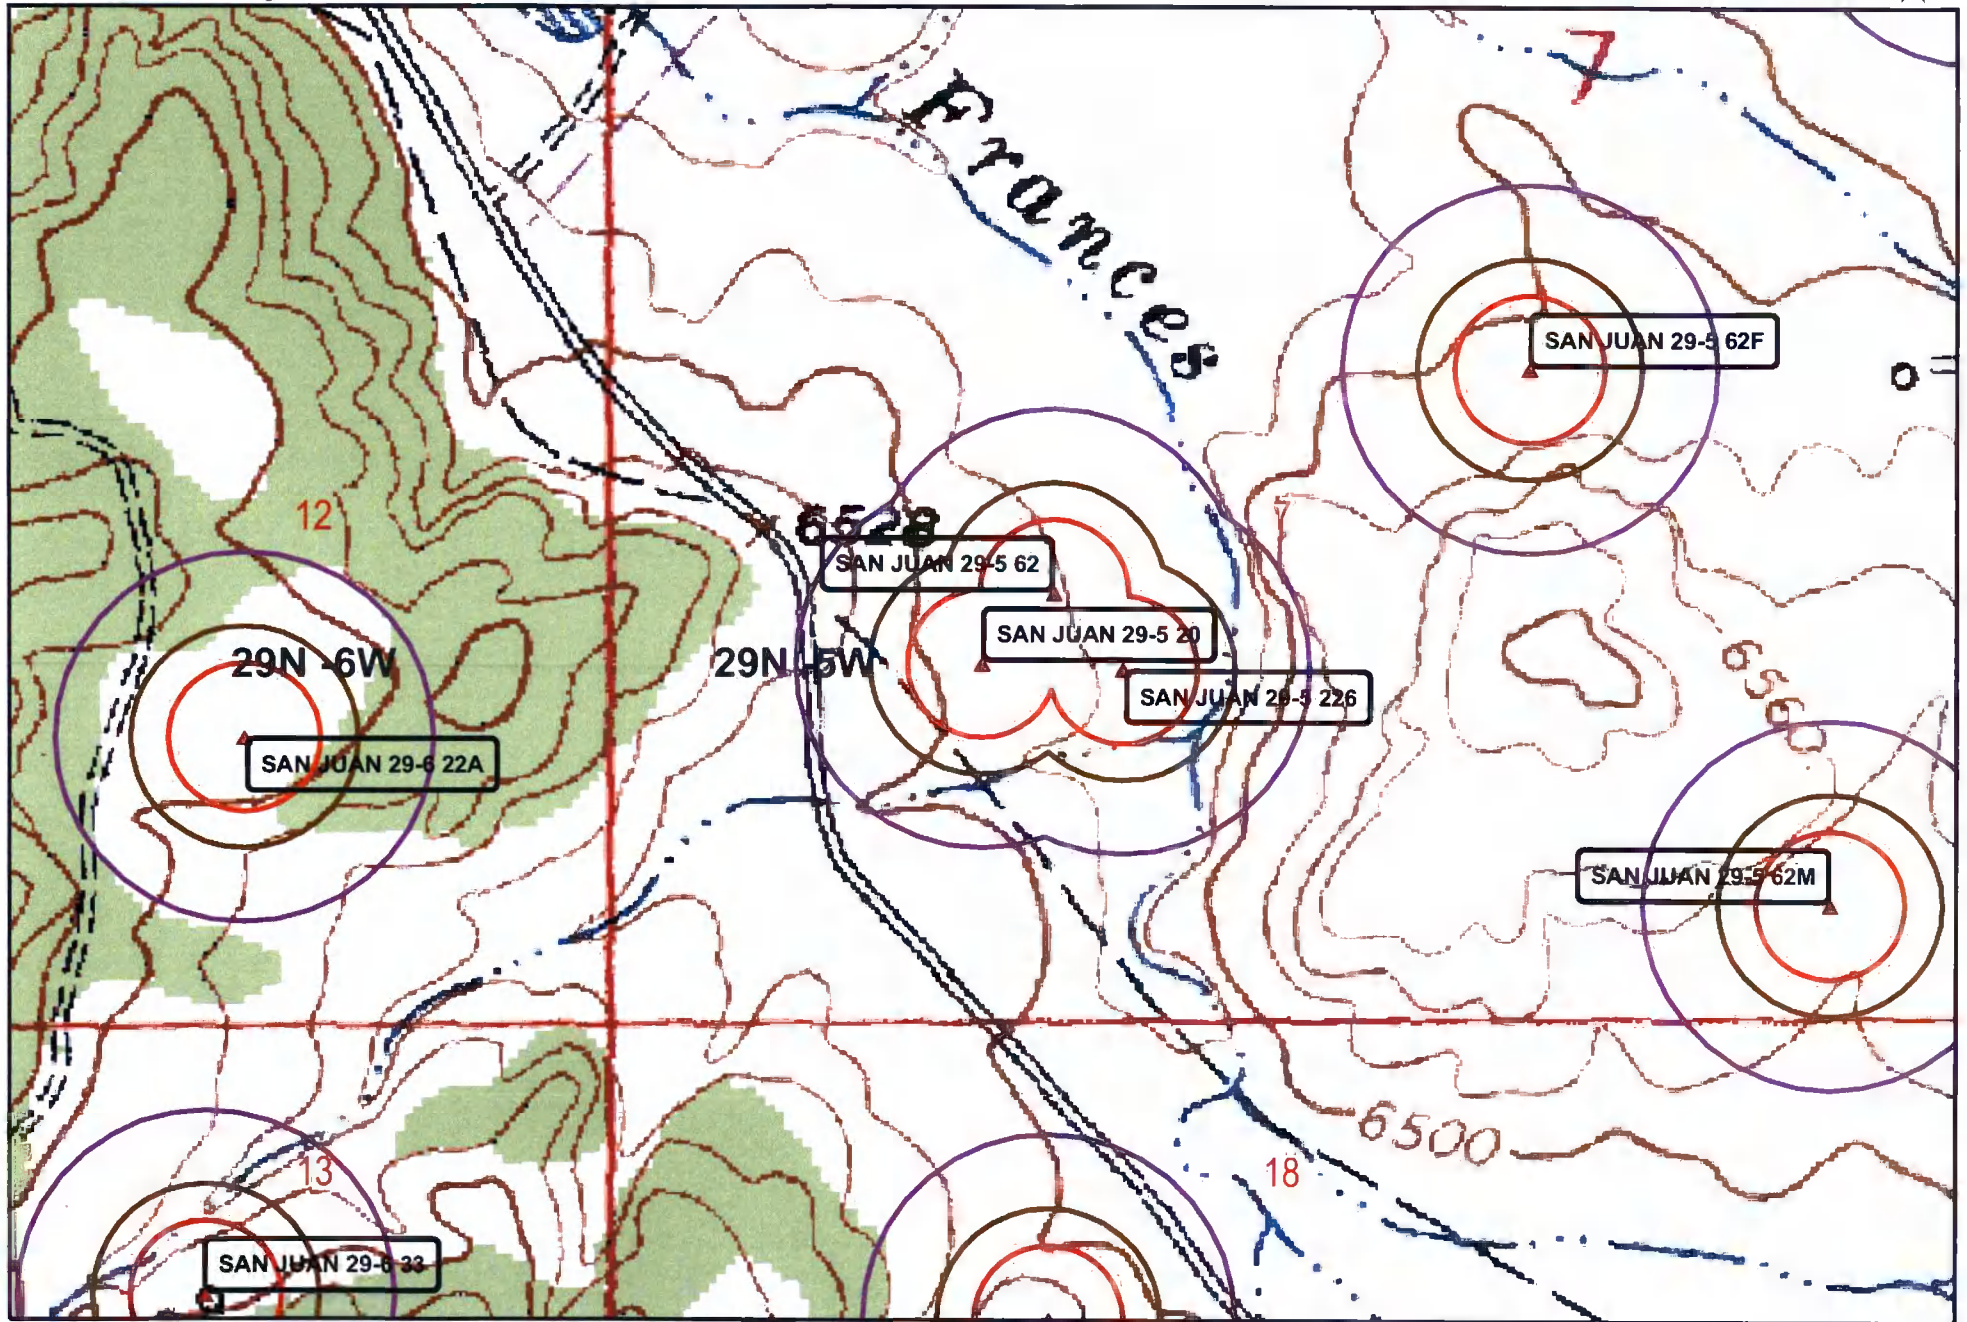 7
Frances
SAN JUAN 29-5 62F
12
6528
SAN JUAN 29-5 62
SAN JUAN 29-5 20
29N -6W
29N -5W
SAN JUAN 29-5 226
6560
SAN JUAN 29-6 22A
SAN JUAN 29-5 62M
6500
13
18
SAN JUAN 29-6 33